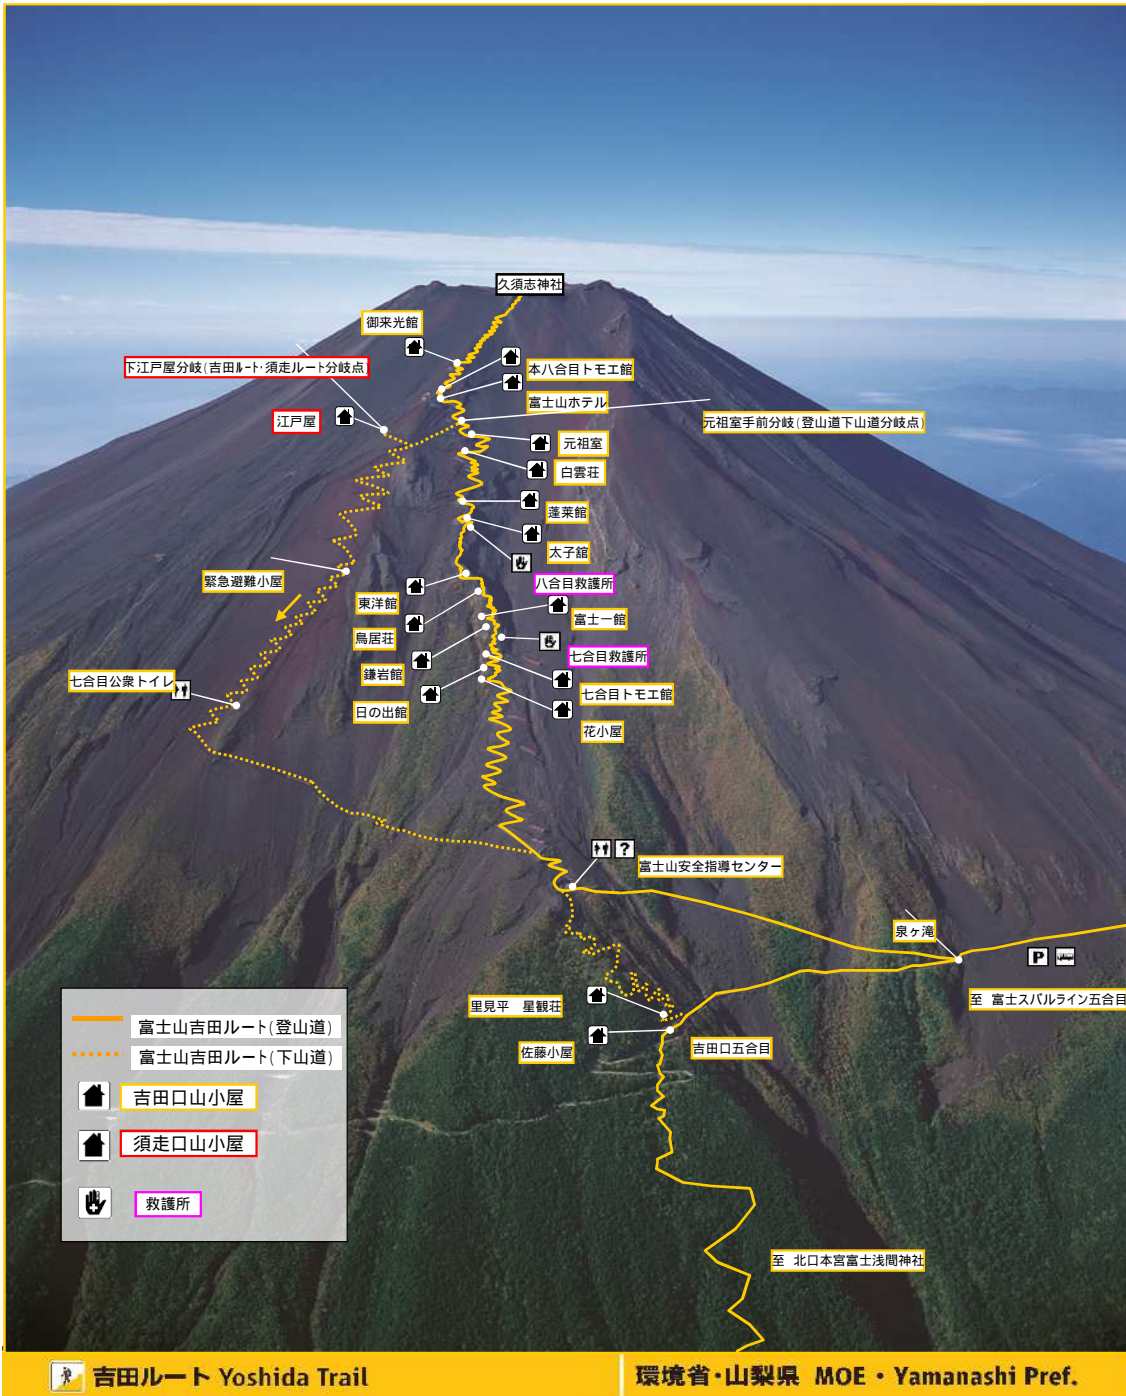 久須志神社
御来光館
下江戸屋分岐(吉田ルート・須走ルート分岐点)
本八合目トモエ館
富士山ホテル
江戸屋
元祖室手前分岐(登山道下山道分岐点)
元祖室
白雲荘
蓬莱館
太子舘
緊急避難小屋
八合目救護所
東洋館
富士一館
鳥居荘
七合目救護所
鎌岩館
七合目公衆トイレ
七合目トモエ館
日の出館
花小屋
?
富士山安全指導センター
泉ヶ滝
P
至 富士スバルライン五合目
里見平 星観荘
佐藤小屋
吉田口五合目
富士山吉田ルート(登山道)
富士山吉田ルート(下山道)
吉田口山小屋
須走口山小屋
救護所
至 北口本宮冨士浅間神社
吉田ルート Yoshida Trail
環境省・山梨県 MOE・Yamanashi Pref.